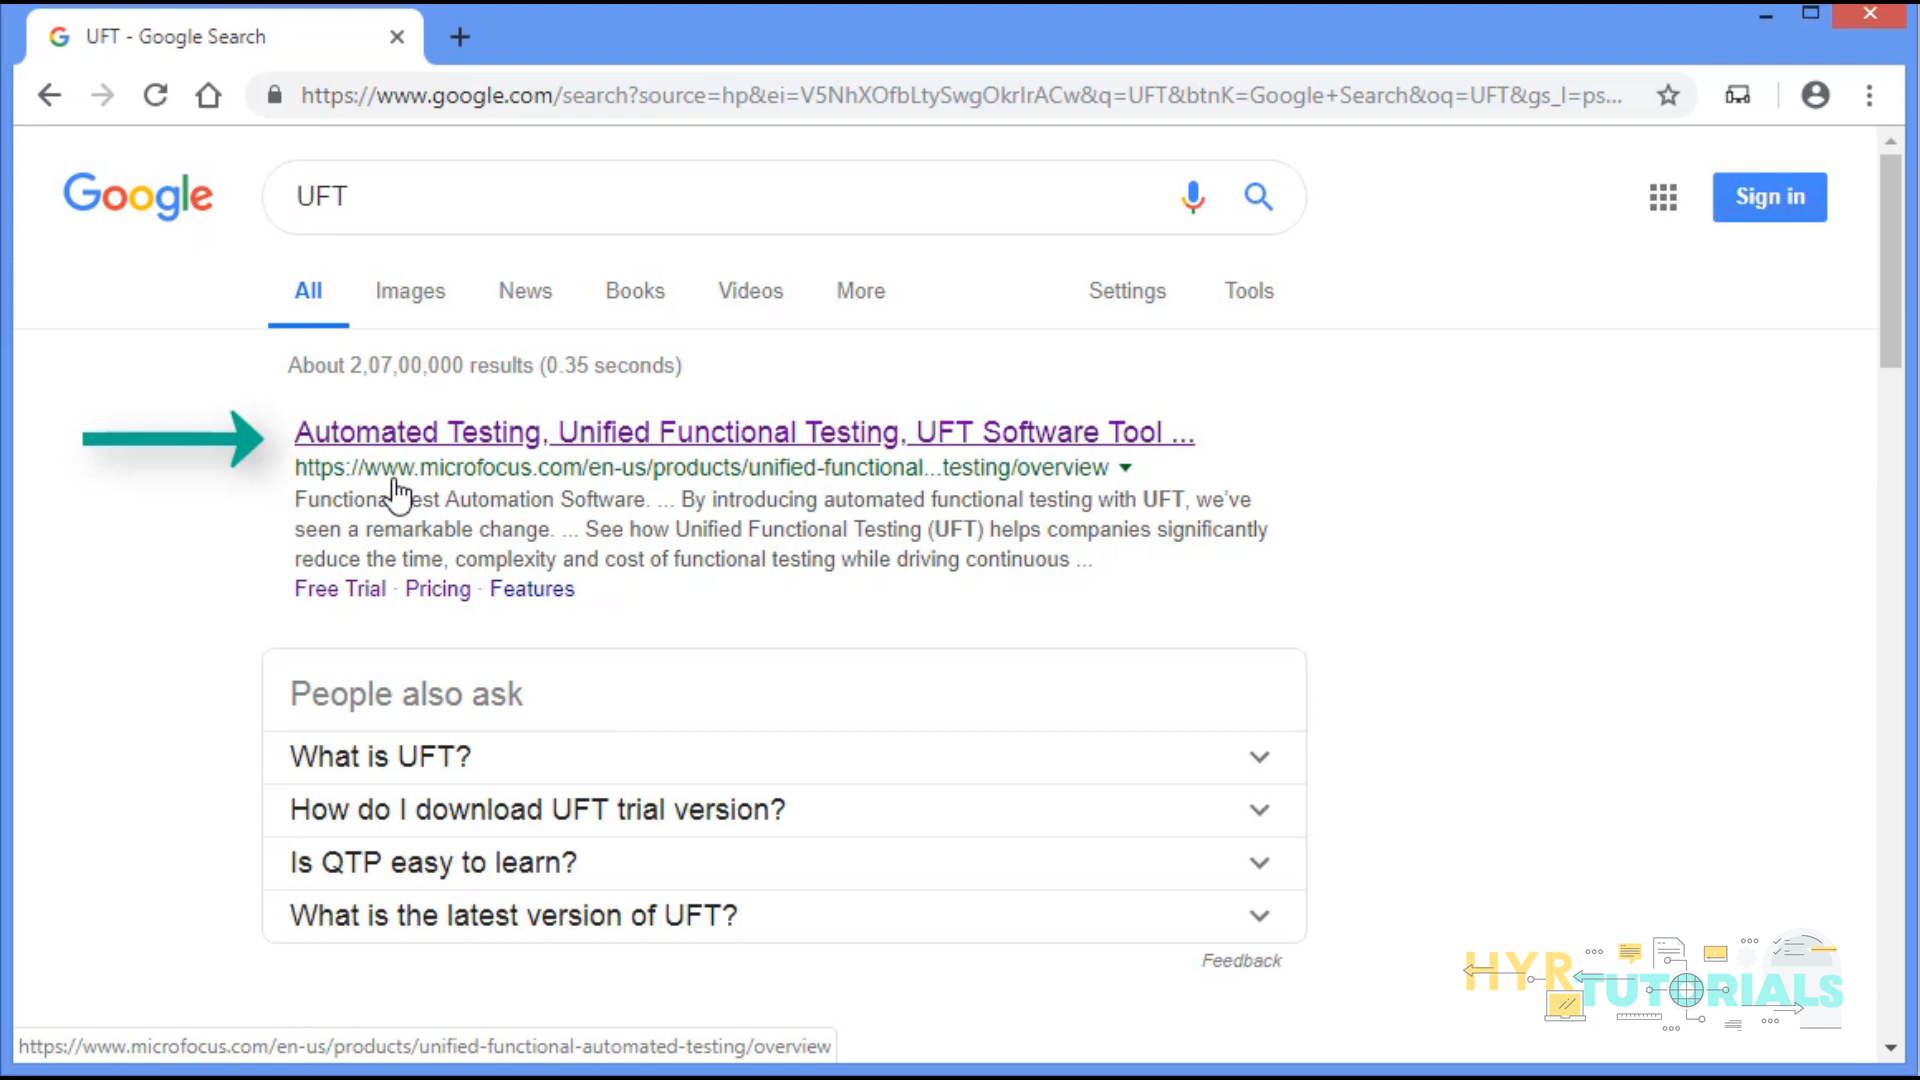 UFT - Google Search
https://www.google.com/search?source=hp&ei=V5NhXOfbLtySwgOkrIrACw&q=UFT&btnK=Google+Search&oq=UFT&gs_l=ps...
Google
UFT
Sign in
All Images News Books Videos More Settings Tools
About 2,07,00,000 results (0.35 seconds)
Automated Testing, Unified Functional Testing, UFT Software Tool ...
https://www.microfocus.com/en-us/products/unified-functional...testing/overview
Functional Test Automation Software. ... By introducing automated functional testing with UFT, we've
seen a remarkable change. ... See how Unified Functional Testing (UFT) helps companies significantly
reduce the time, complexity and cost of functional testing while driving continuous ...
Free Trial · Pricing · Features
People also ask
What is UFT?
How do I download UFT trial version?
Is QTP easy to learn?
What is the latest version of UFT?
Feedback
HYR
TUTORIALS
https://www.microfocus.com/en-us/products/unified-functional-automated-testing/overview